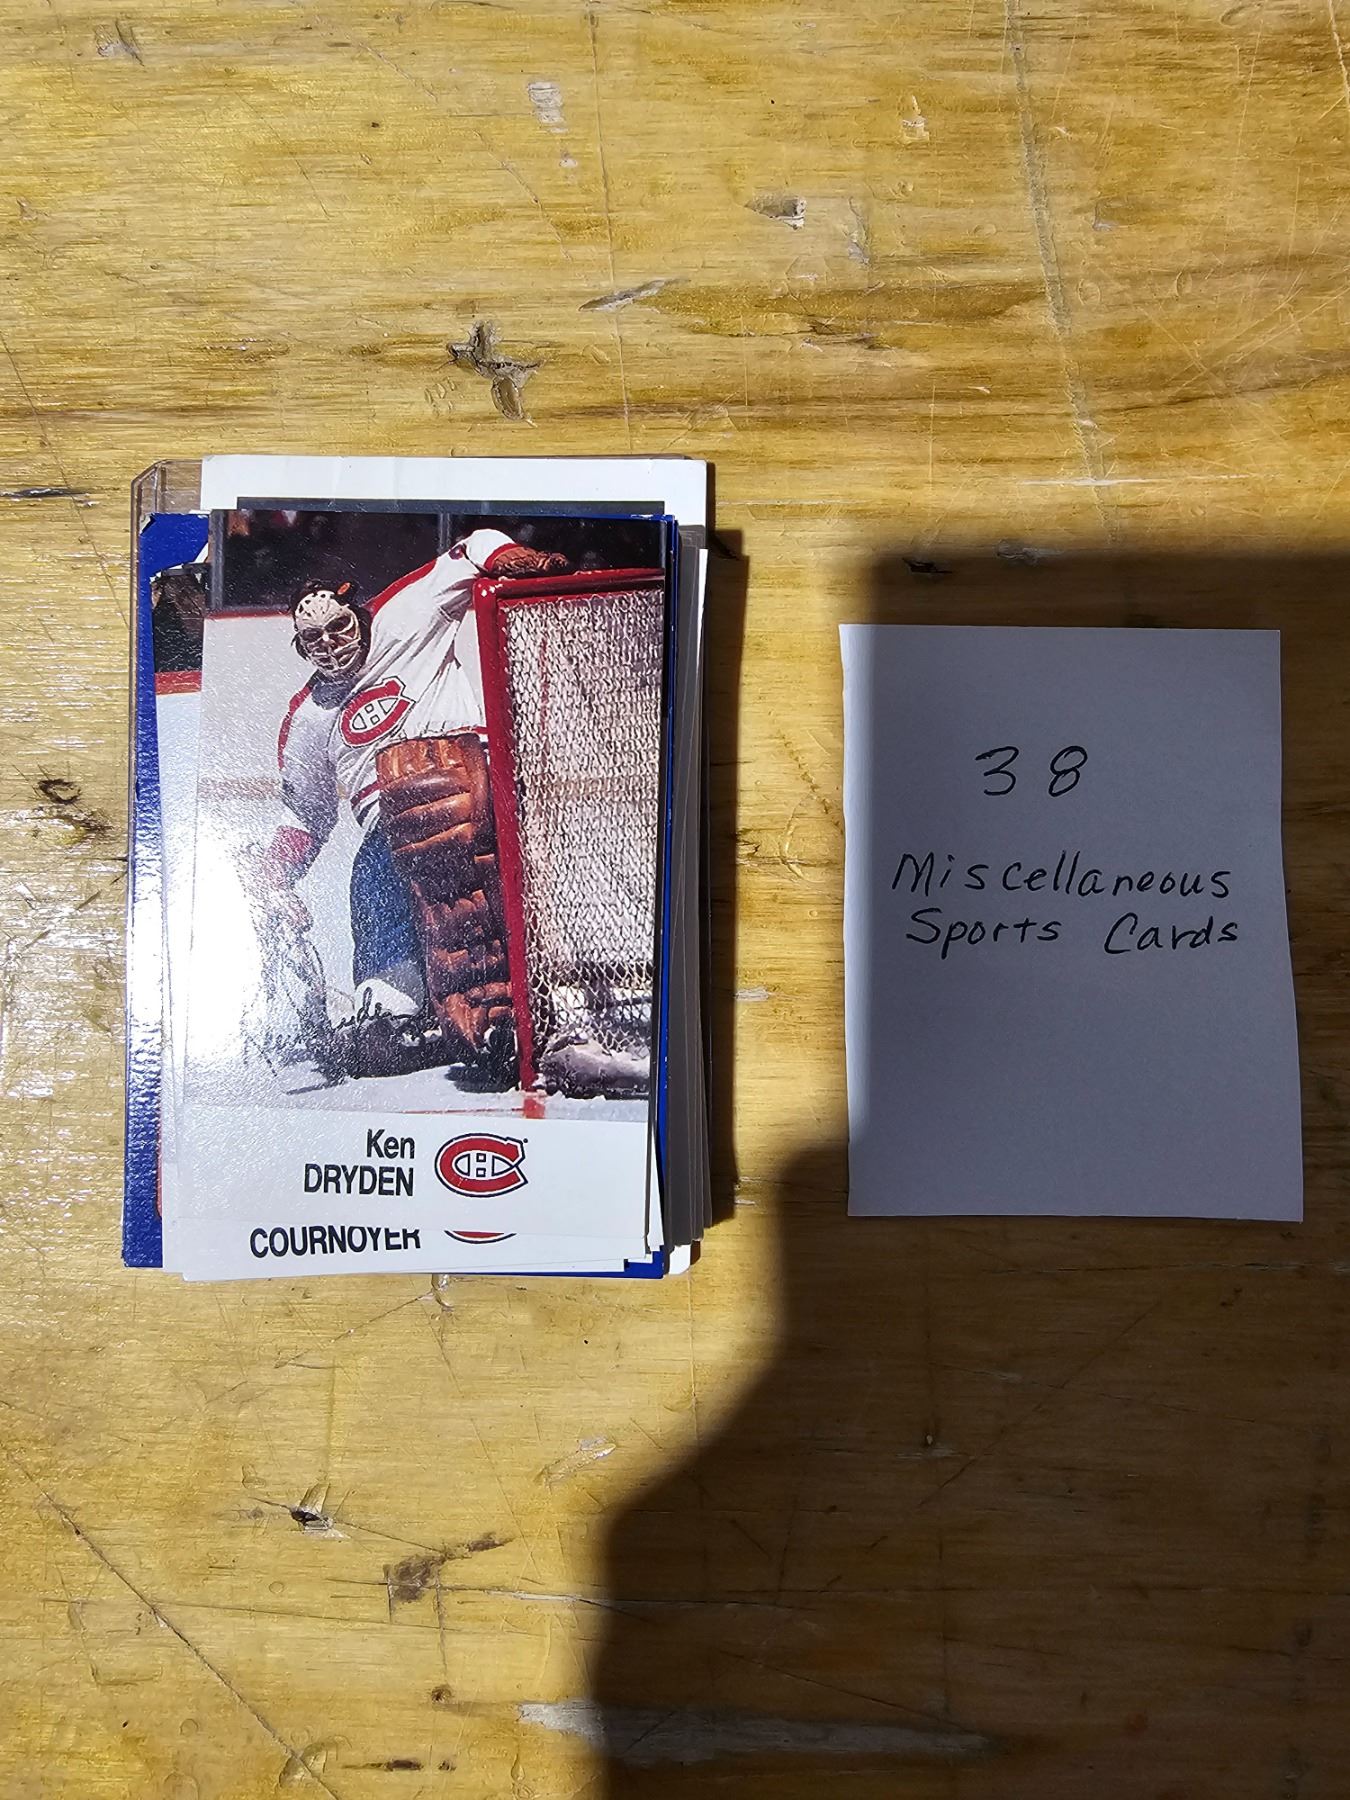 Ken
DRYDEN
COURNOYER
38
Miscellaneous
Sports Cards